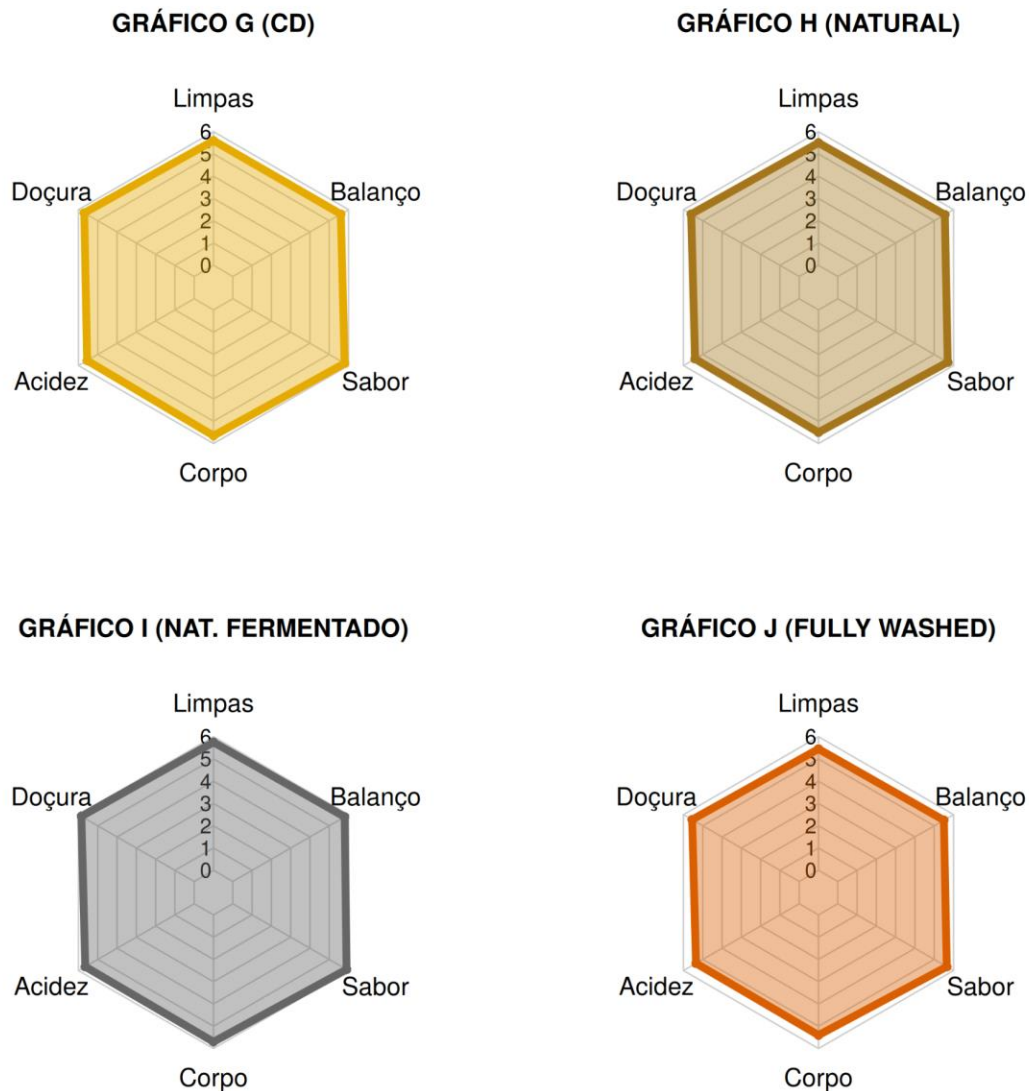 GRÁFICO G (CD)
Limpas
6
5
4
3
2
1
0
Doçura
Balanço
Acidez
Sabor
Corpo
GRÁFICO H (NATURAL)
Limpas
6
5
4
3
2
1
0
Doçura
Balanço
Acidez
Sabor
Corpo
GRÁFICO I (NAT. FERMENTADO)
Limpas
6
5
4
3
2
1
0
Doçura
Balanço
Acidez
Sabor
Corpo
GRÁFICO J (FULLY WASHED)
Limpas
6
5
4
3
2
1
0
Doçura
Balanço
Acidez
Sabor
Corpo